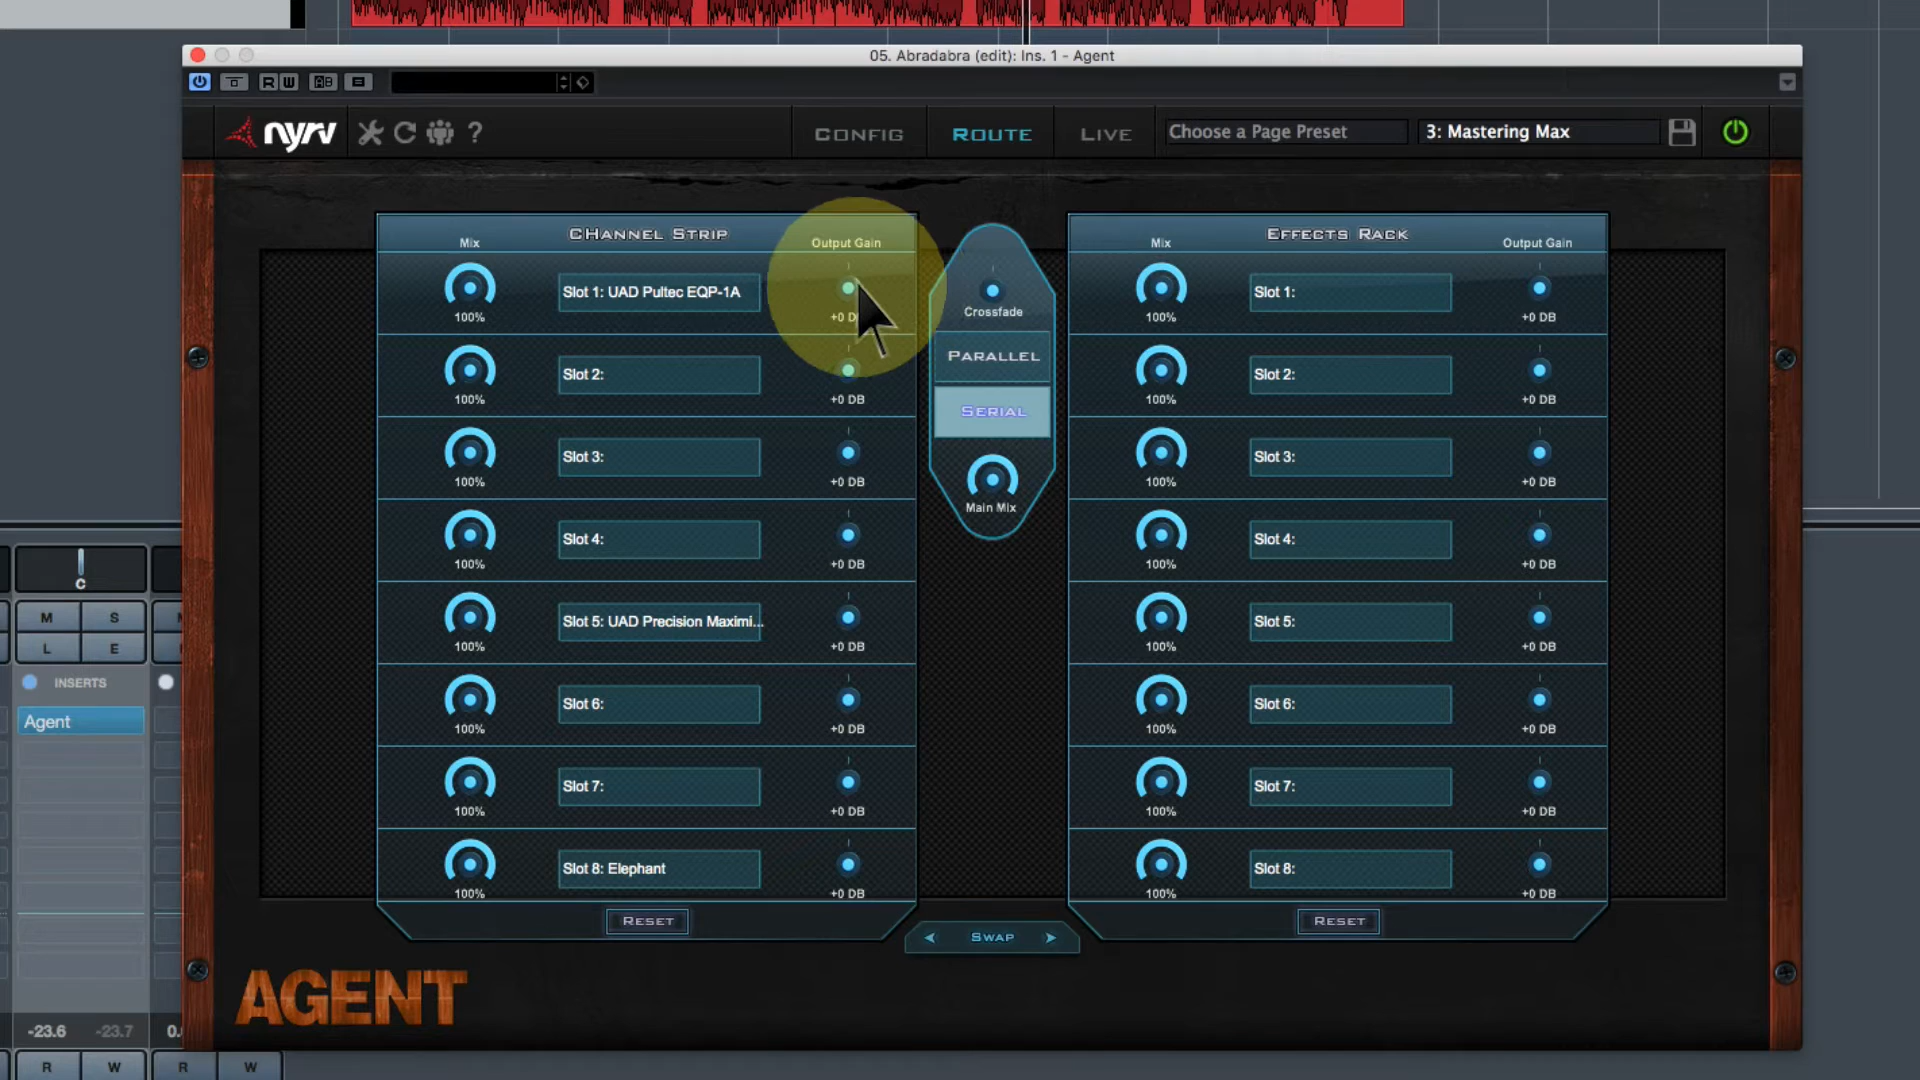 05. Abradabra (edit): Ins. 1 - Agent
R W
nyrv
?
CONFIG
ROUTE
LIVE
Choose a Page Preset
3: Mastering Max
CHANNEL STRIP
Mix
Output Gain
100%
Slot 1: UAD Pultec EQP-1A
+0 D
100%
Slot 2:
+0 DB
100%
Slot 3:
+0 DB
100%
Slot 4:
+0 DB
100%
Slot 5: UAD Precision Maximi...
+0 DB
100%
Slot 6:
+0 DB
100%
Slot 7:
+0 DB
100%
Slot 8: Elephant
+0 DB
RESET
Crossfade
PARALLEL
SERIAL
Main Mix
SWAP
EFFECTS RACK
Mix
Output Gain
100%
Slot 1:
+0 DB
100%
Slot 2:
+0 DB
100%
Slot 3:
+0 DB
100%
Slot 4:
+0 DB
100%
Slot 5:
+0 DB
100%
Slot 6:
+0 DB
100%
Slot 7:
+0 DB
100%
Slot 8:
+0 DB
RESET
AGENT
C
M S
L E
INSERTS
Agent
-23.6 -23.7 0.
R W R W